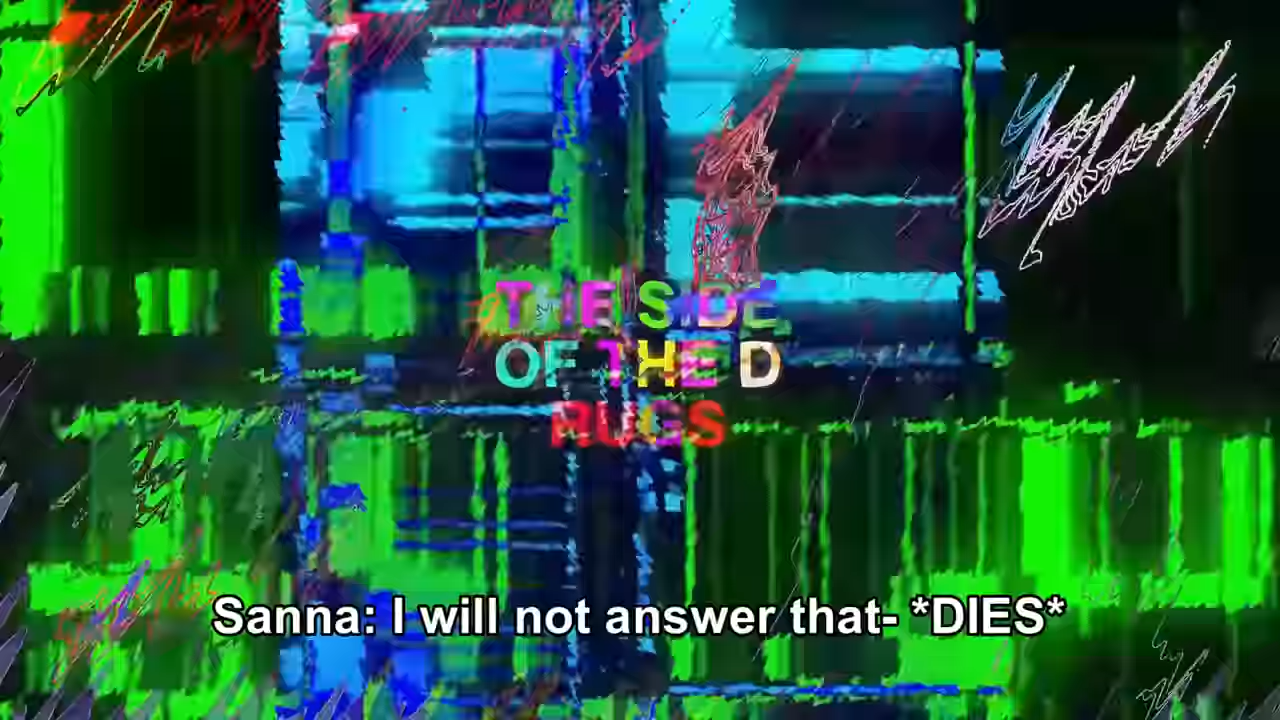 THE SIDE
OF THE D
RUGS
Sanna: I will not answer that- *DIES*